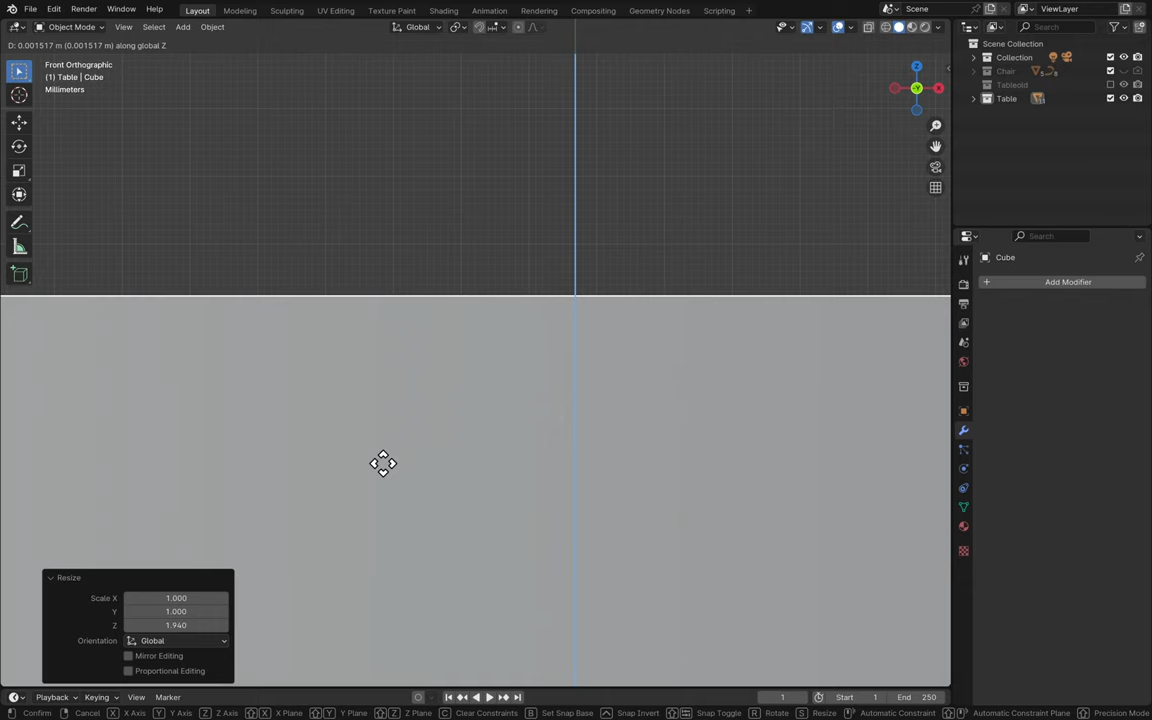 File Edit Render Window Help Layout Modeling Sculpting UV Editing Texture Paint Shading Animation Rendering Compositing Geometry Nodes Scripting + Scene ViewLayer
Object Mode View Select Add Object Global
D: 0.001517 m (0.001517 m) along global Z
Front Orthographic
(1) Table | Cube
Millimeters
Z
-Y X
Search
Scene Collection
Collection
5 8
Chair
Tableold
Table
Search
Cube
+ Add Modifier
Resize
Scale X 1.000
Y 1.000
Z 1.940
Orientation Global
Mirror Editing
Proportional Editing
Playback Keying View Marker 1 Start 1 End 250
Confirm Cancel X X Axis Y Y Axis Z Z Axis X X Plane Y Y Plane Z Z Plane C Clear Constraints B Set Snap Base Snap Invert Snap Toggle R Rotate S Resize Automatic Constraint Automatic Constraint Plane Precision Mode